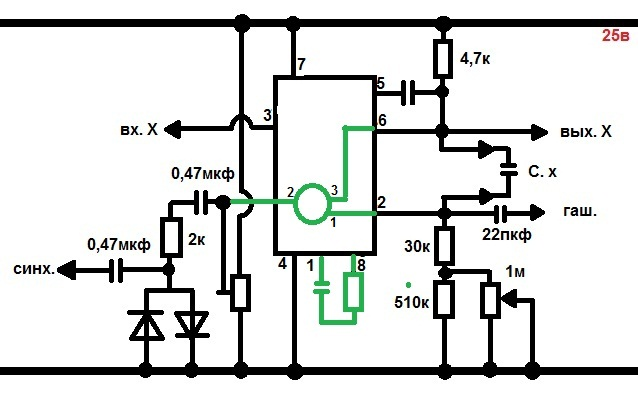 25в
7
4,7к
5
3
6
вх. X
вых. X
0,47мкф
2
3
1
2
С. х
гаш.
22пкф
2к
0,47мкф
30к
синх.
4
1
8
1м
510к